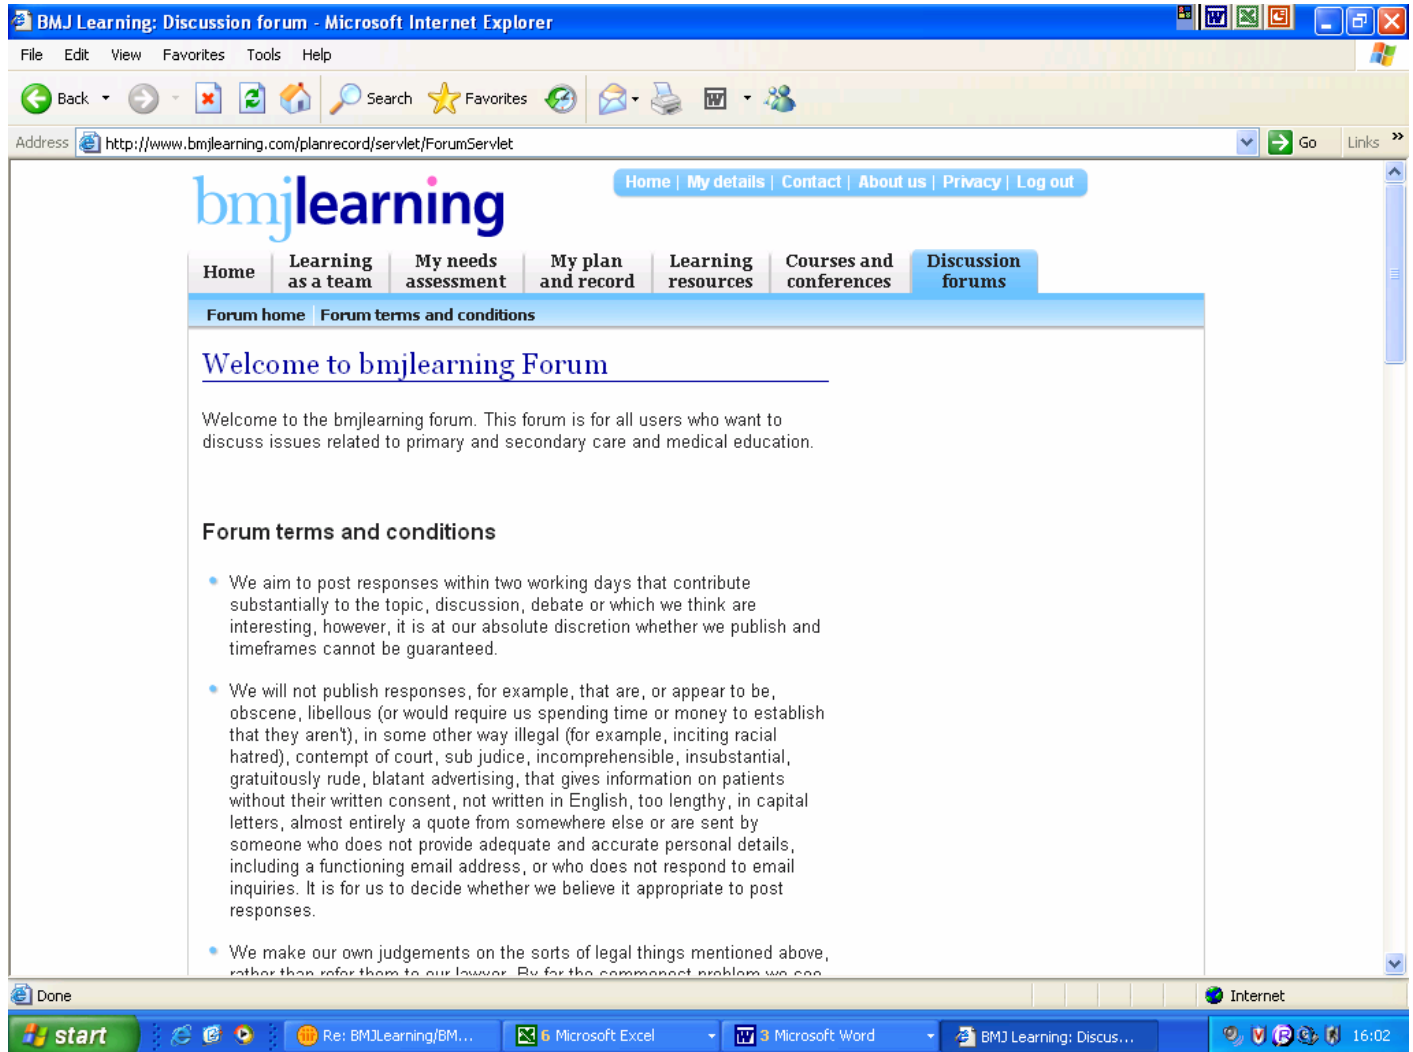 BMJ Learning: Discussion forum - Microsoft Internet Explorer
File Edit View Favorites Tools Help
Back Search Favorites
Address http://www.bmjlearning.com/planrecord/servlet/ForumServlet Go Links »
Home | My details | Contact | About us | Privacy | Log out
bmjlearning
Home Learning as a team My needs assessment My plan and record Learning resources Courses and conferences Discussion forums
Forum home Forum terms and conditions
Welcome to bmjlearning Forum
Welcome to the bmjlearning forum. This forum is for all users who want to
discuss issues related to primary and secondary care and medical education.
Forum terms and conditions
We aim to post responses within two working days that contribute
substantially to the topic, discussion, debate or which we think are
interesting, however, it is at our absolute discretion whether we publish and
timeframes cannot be guaranteed.
We will not publish responses, for example, that are, or appear to be,
obscene, libellous (or would require us spending time or money to establish
that they aren't), in some other way illegal (for example, inciting racial
hatred), contempt of court, sub judice, incomprehensible, insubstantial,
gratuitously rude, blatant advertising, that gives information on patients
without their written consent, not written in English, too lengthy, in capital
letters, almost entirely a quote from somewhere else or are sent by
someone who does not provide adequate and accurate personal details,
including a functioning email address, or who does not respond to email
inquiries. It is for us to decide whether we believe it appropriate to post
responses.
We make our own judgements on the sorts of legal things mentioned above,
rather than refer them to our lawyer. By far the commonest problem we see
Done Internet
start Re: BMJLearning/BM... 6 Microsoft Excel 3 Microsoft Word BMJ Learning: Discus... 16:02